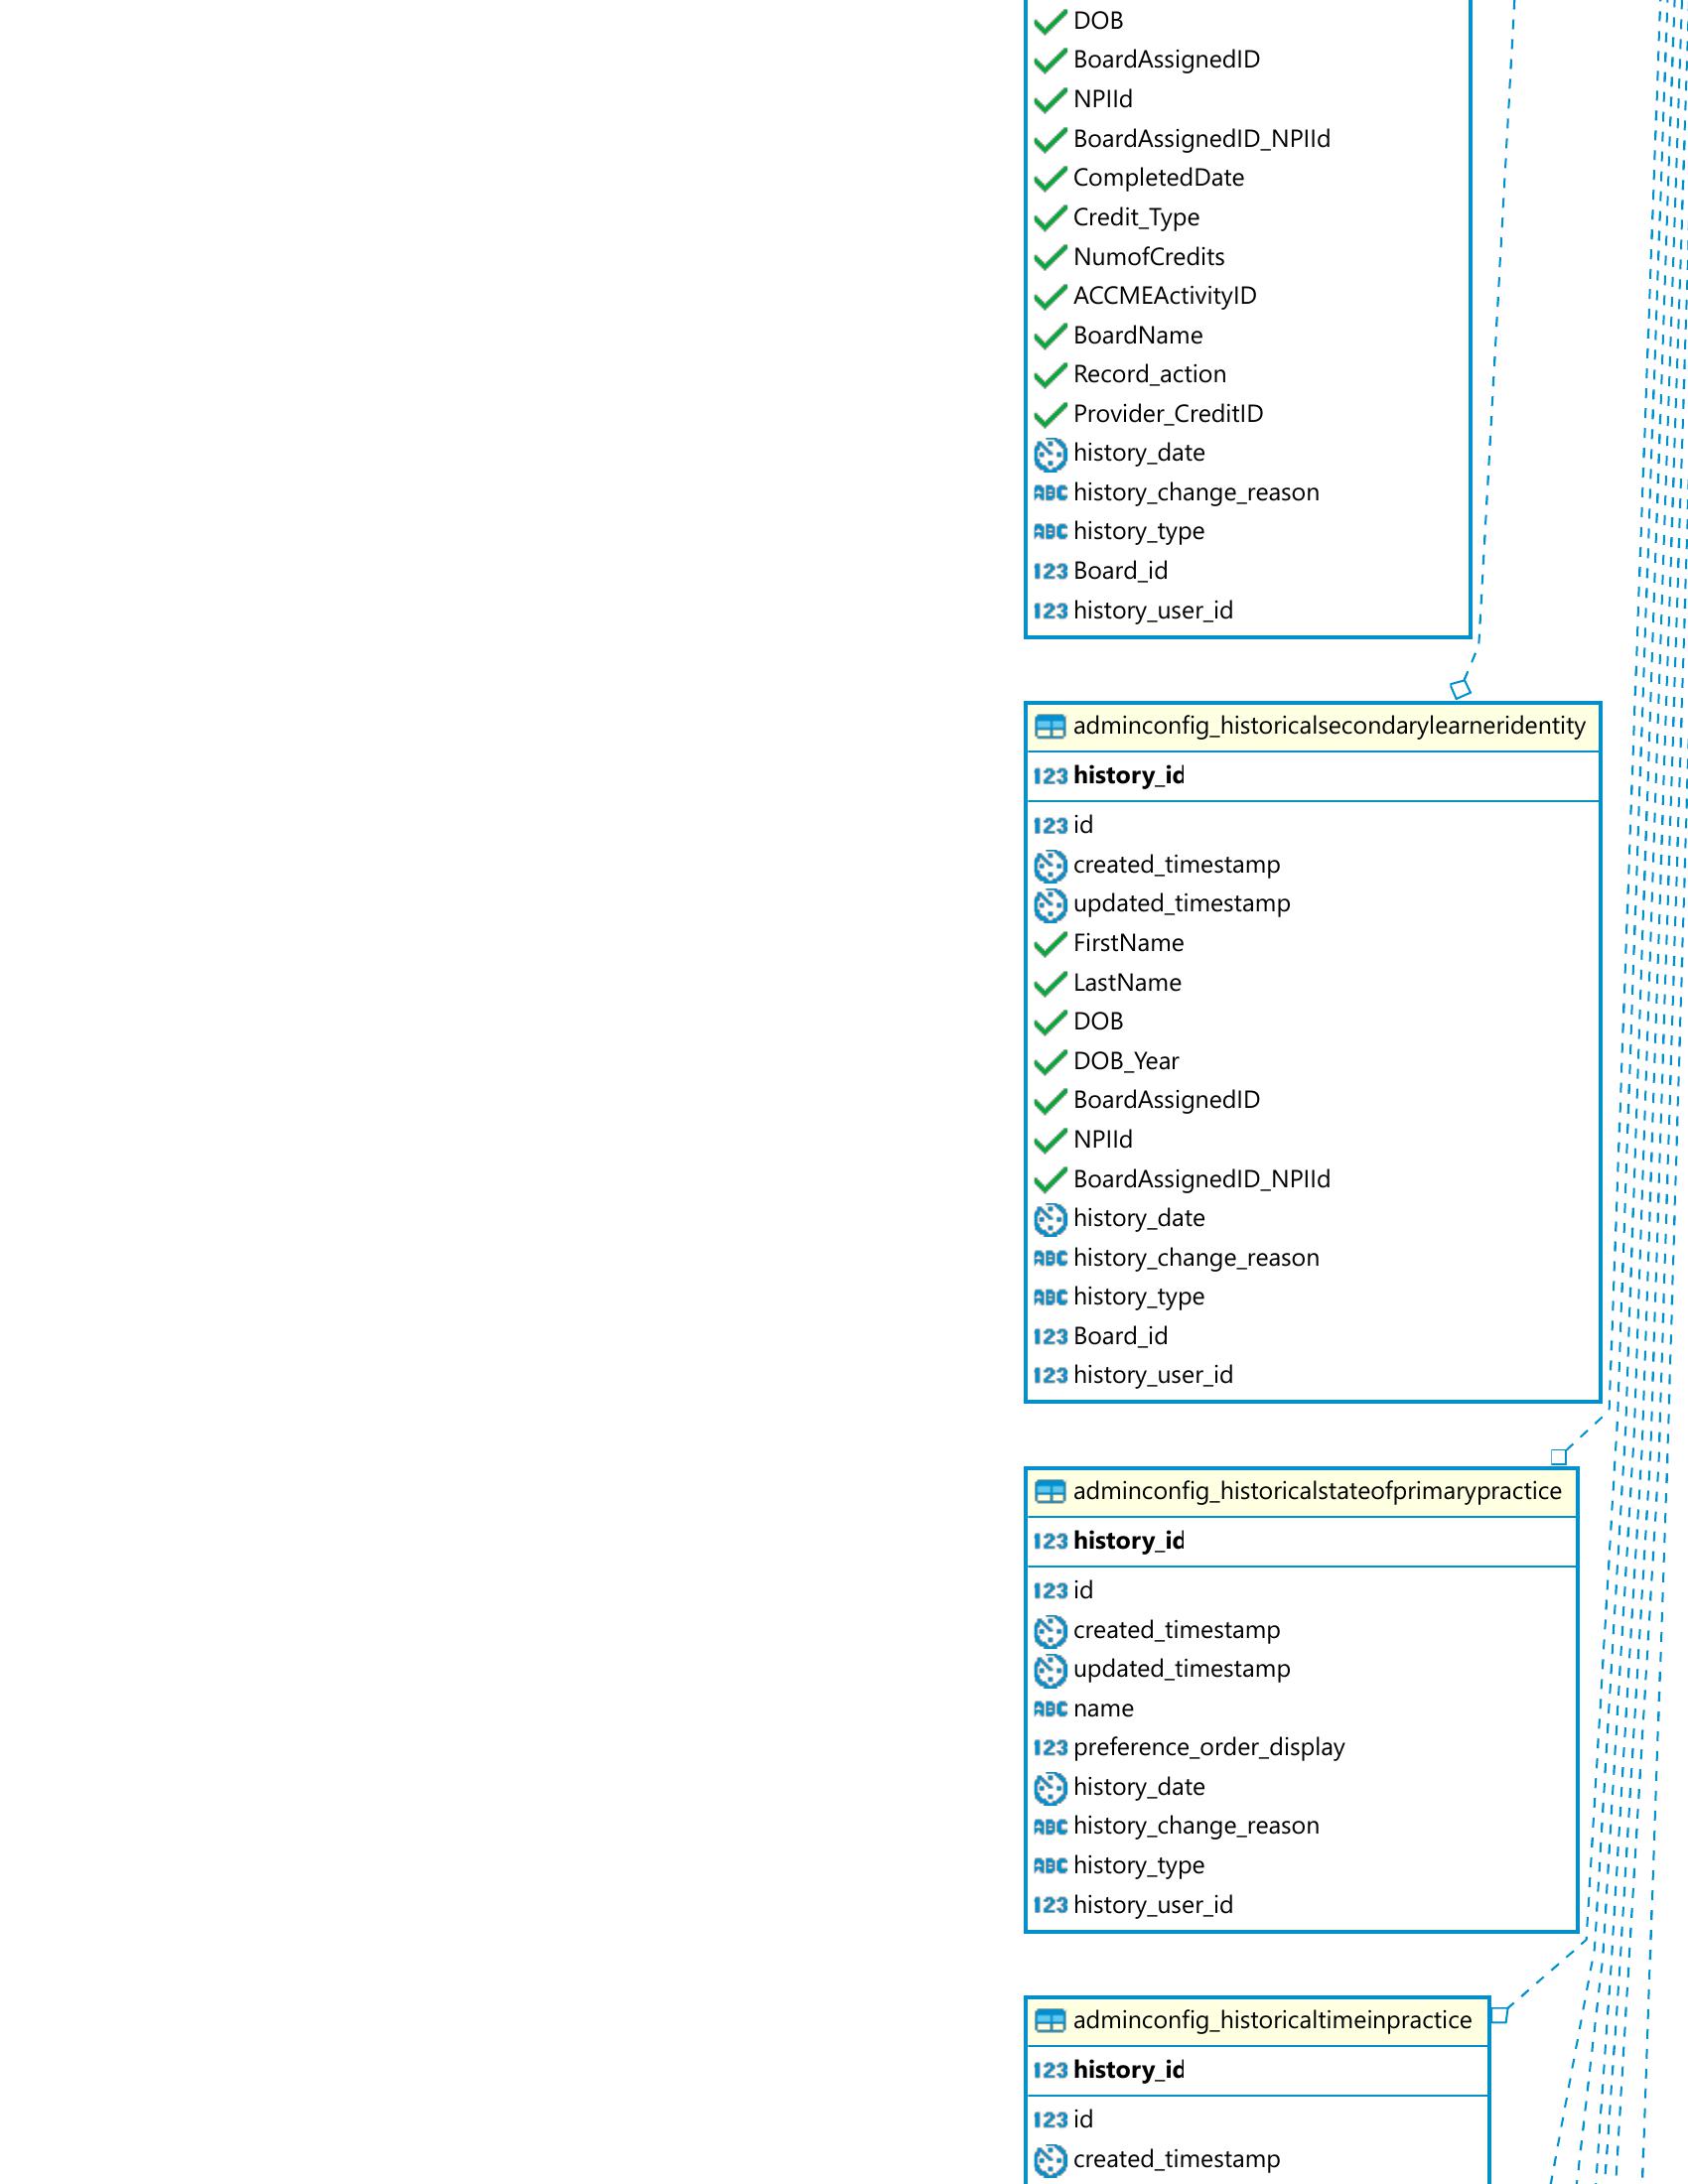 DOB
BoardAssignedID
NPIId
BoardAssignedID_NPIId
CompletedDate
Credit_Type
NumofCredits
ACCMEActivityID
BoardName
Record_action
Provider_CreditID
history_date
ABC history_change_reason
ABC history_type
123 Board_id
123 history_user_id
adminconfig_historicalsecondarylearneridentity
123 history_id
123 id
created_timestamp
updated_timestamp
FirstName
LastName
DOB
DOB_Year
BoardAssignedID
NPIId
BoardAssignedID_NPIId
history_date
ABC history_change_reason
ABC history_type
123 Board_id
123 history_user_id
adminconfig_historicalstateofprimarypractice
123 history_id
123 id
created_timestamp
updated_timestamp
ABC name
123 preference_order_display
history_date
ABC history_change_reason
ABC history_type
123 history_user_id
adminconfig_historicaltimeinpractice
123 history_id
123 id
created_timestamp